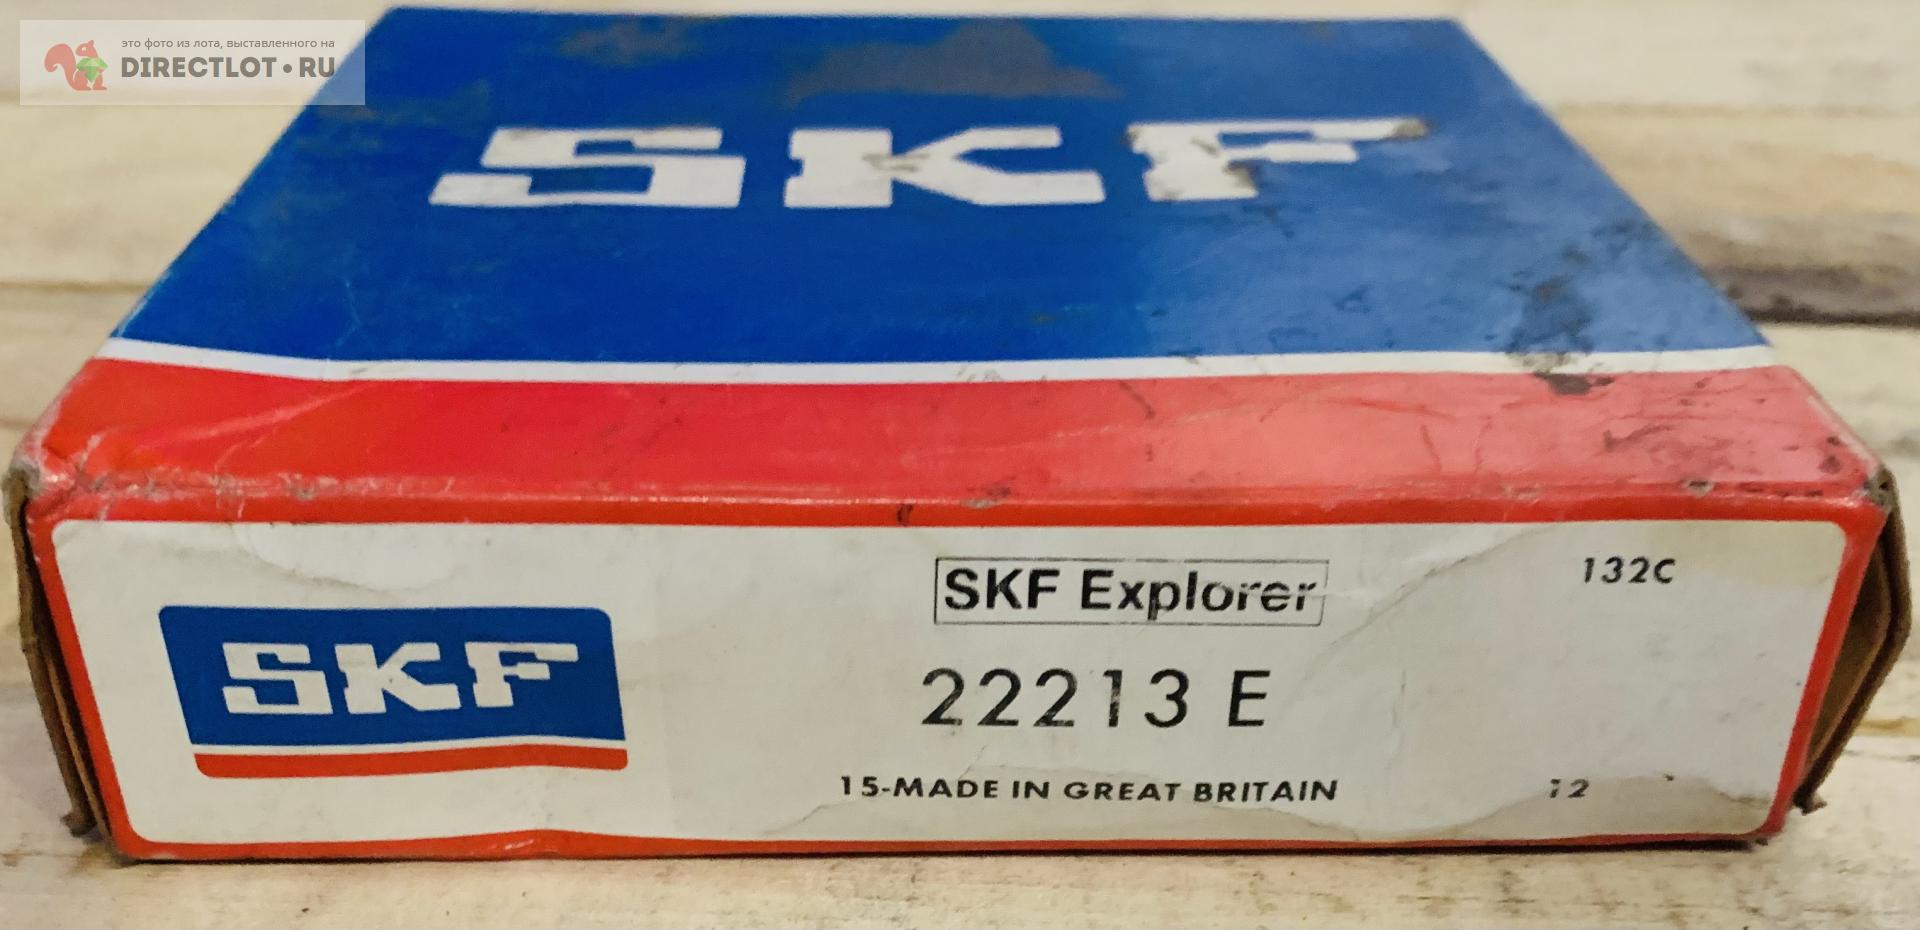 это фото из лота, выставленного на
DIRECTLOT•RU
SKF
SKF Explorer
132C
SKF
22213 E
15-MADE IN GREAT BRITAIN
12